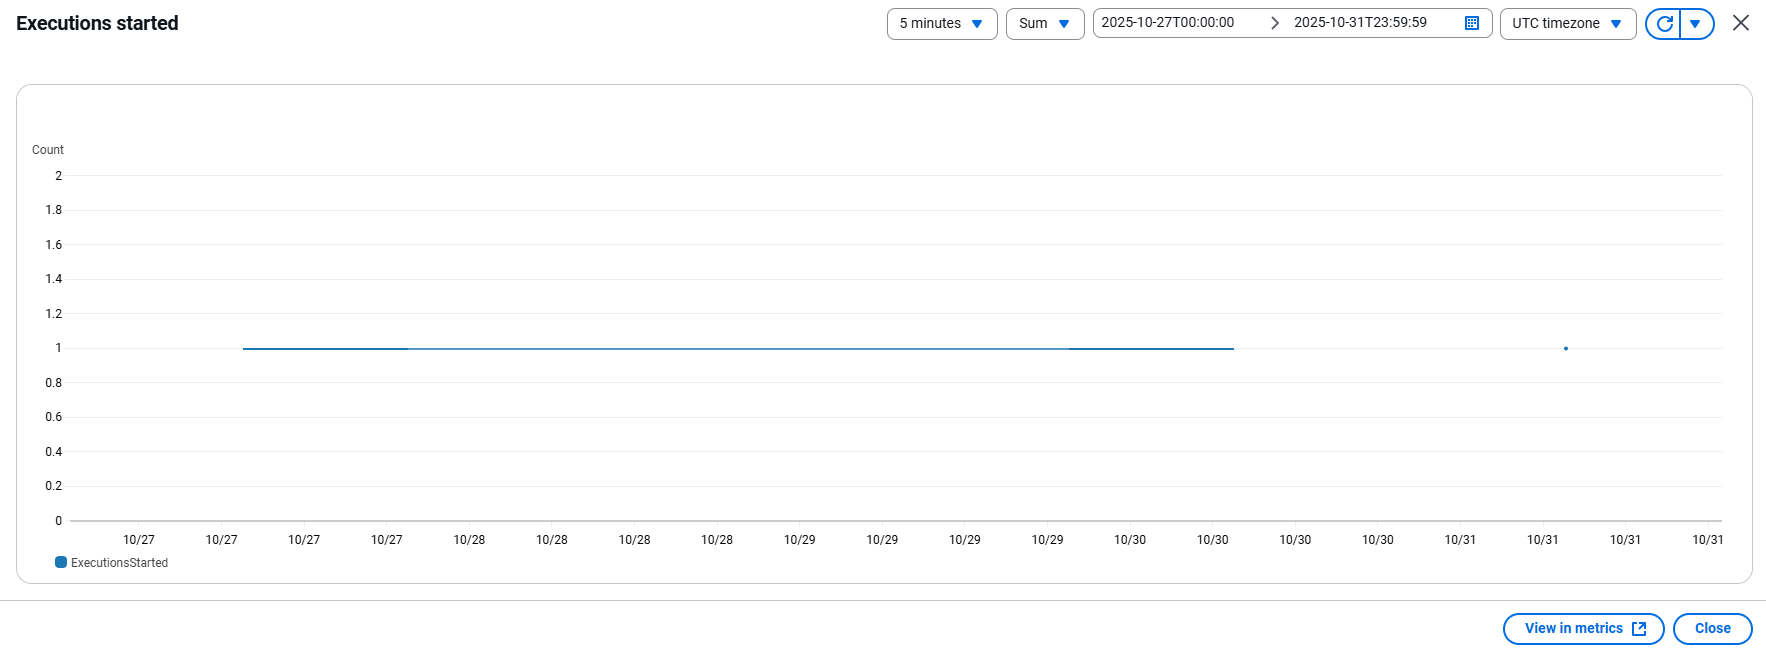 Executions started
5 minutes
Sum
2025-10-27T00:00:00
2025-10-31T23:59:59
UTC timezone
Count
2
1.8
1.6
1.4
1.2
1
0.8
0.6
0.4
0.2
0
10/27 10/27 10/27 10/27 10/28 10/28 10/28 10/28 10/29 10/29 10/29 10/29 10/30 10/30 10/30 10/30 10/31 10/31 10/31 10/31
ExecutionsStarted
View in metrics
Close